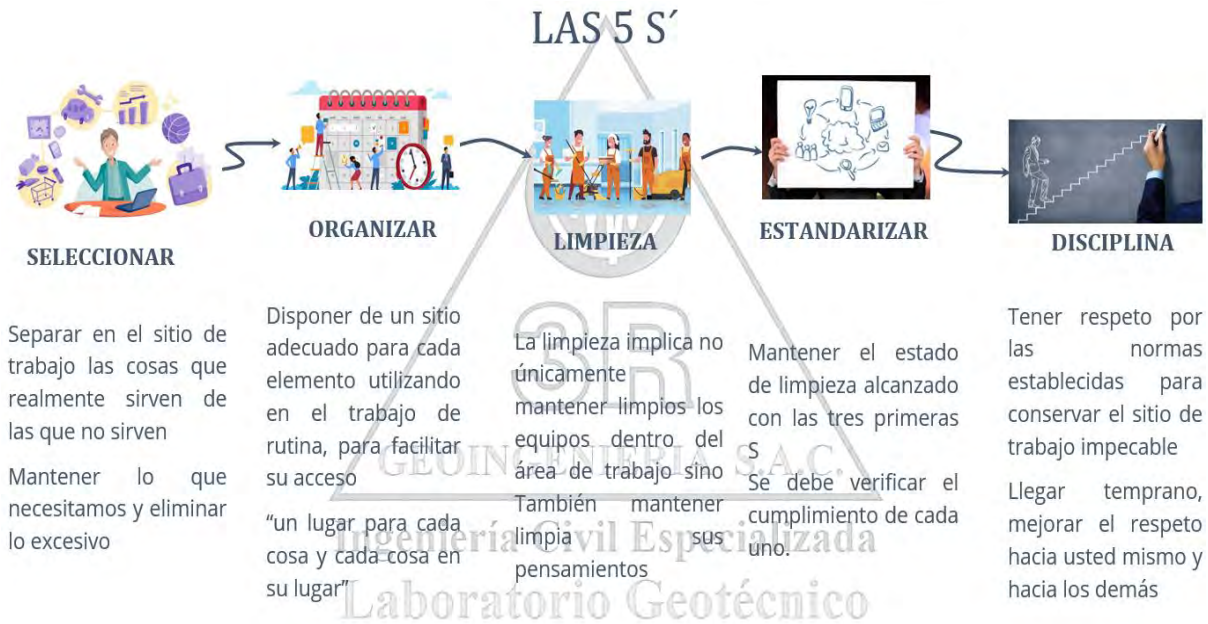 LAS 5 S´
SELECCIONAR
Separar en el sitio de
trabajo las cosas que
realmente sirven de
las que no sirven
Mantener lo que
necesitamos y eliminar
lo excesivo
ORGANIZAR
Disponer de un sitio
adecuado para cada
elemento utilizando
en el trabajo de
rutina, para facilitar
su acceso
“un lugar para cada
cosa y cada cosa en
su lugar”
LIMPIEZA
La limpieza implica no
únicamente
mantener limpios los
equipos dentro del
área de trabajo sino
También mantener
limpia sus
pensamientos
ESTANDARIZAR
Mantener el estado
de limpieza alcanzado
con las tres primeras
S
Se debe verificar el
cumplimiento de cada
uno.
DISCIPLINA
Tener respeto por
las normas
establecidas para
conservar el sitio de
trabajo impecable
Llegar temprano,
mejorar el respeto
hacia usted mismo y
hacia los demás
3R
GEOINGENIERIA S.A.C.
Ingeniería Civil Especializada
Laboratorio Geotécnico